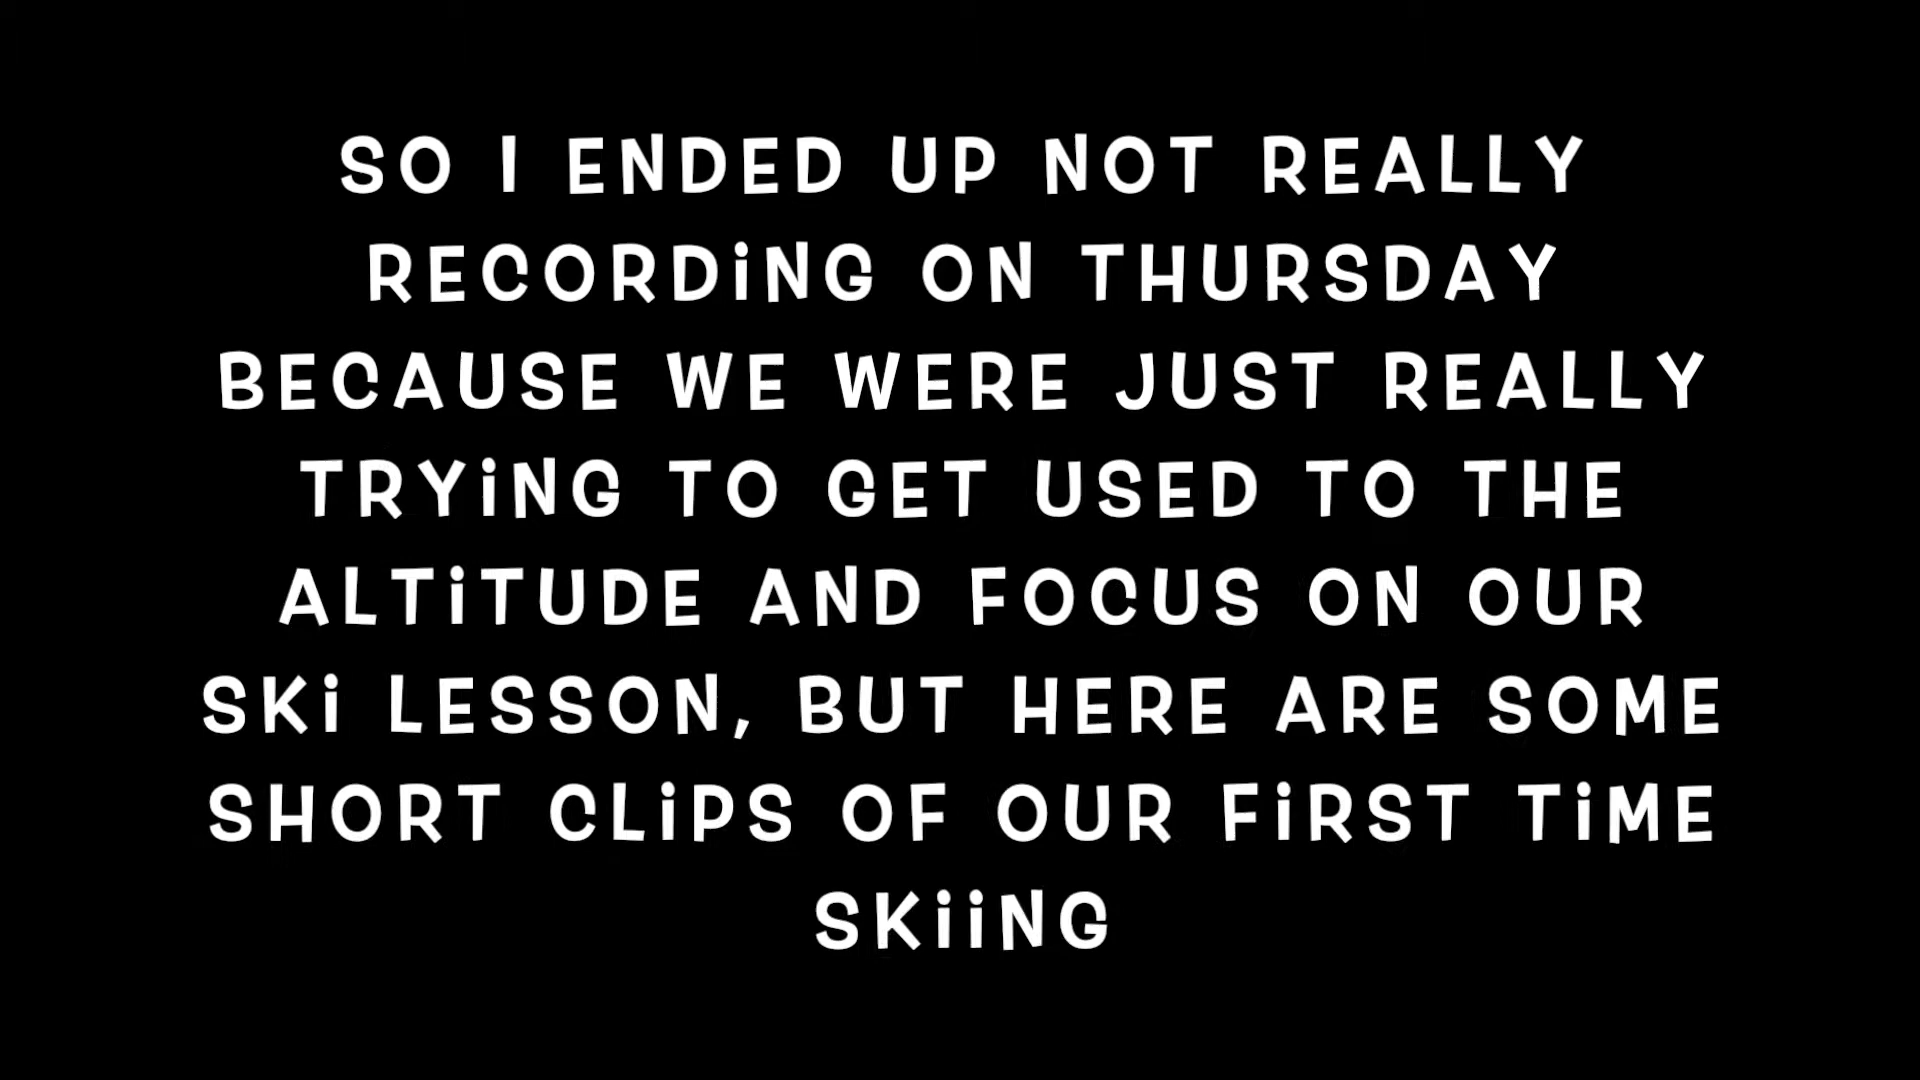 SO I ENDED UP NOT REALLY
RECORDiNG ON THURSDAY
BECAUSE WE WERE JUST REALLY
TRYiNG TO GET USED TO THE
ALTiTUDE AND FOCUS ON OUR
SKi LESSON, BUT HERE ARE SOME
SHORT CLiPS OF OUR FiRST TiME
SKiiNG